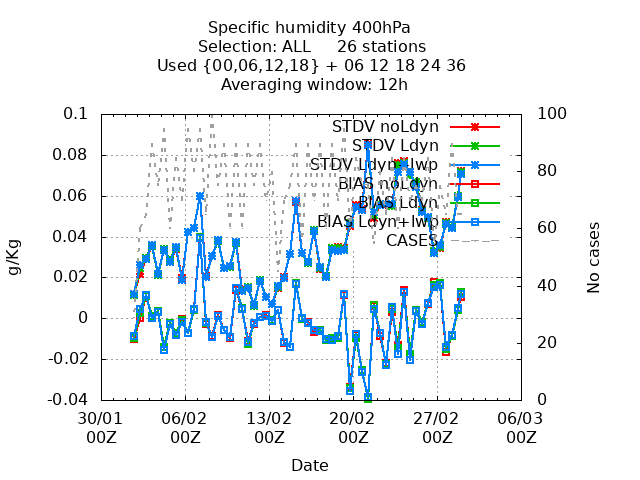 Specific humidity 400hPa
Selection: ALL     26 stations
Used {00,06,12,18} + 06 12 18 24 36
Averaging window: 12h
0.1
0.08
0.06
0.04
0.02
0
-0.02
-0.04
g/Kg
100
80
60
40
20
0
No cases
STDV noLdyn
STDV Ldyn
STDV Ldyn+lwp
BIAS noLdyn
BIAS Ldyn
BIAS Ldyn+lwp
CASES
30/01 06/02 13/02 20/02 27/02 06/03
00Z 00Z 00Z 00Z 00Z 00Z
Date